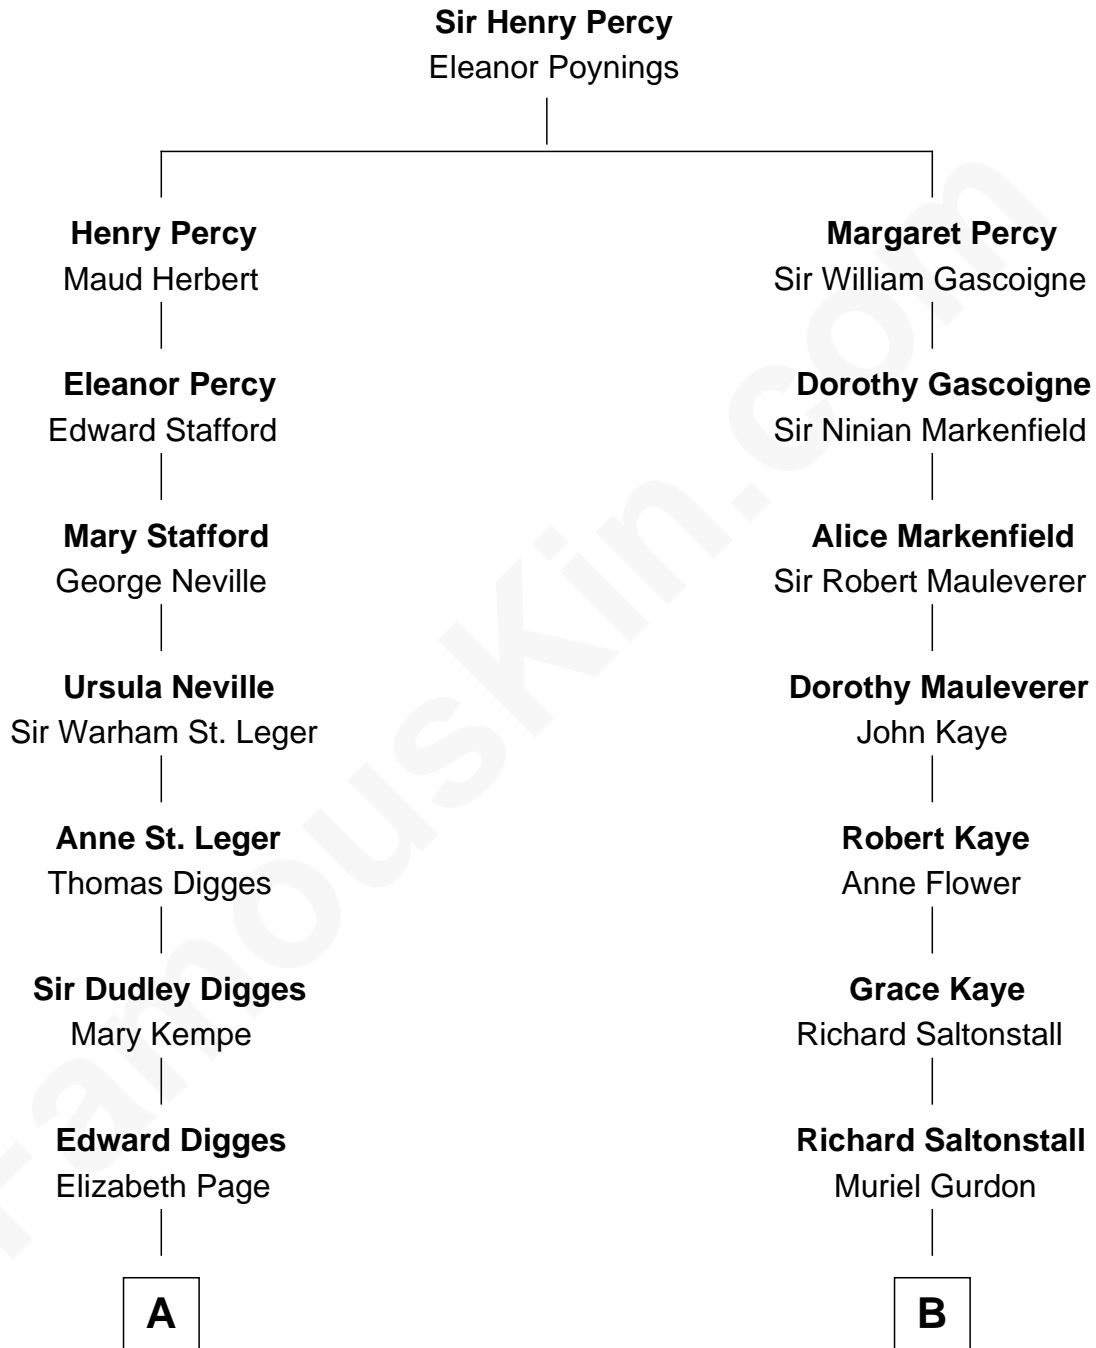 Sir Henry Percy
Eleanor Poynings
Henry Percy
Maud Herbert
Eleanor Percy
Edward Stafford
Mary Stafford
George Neville
Ursula Neville
Sir Warham St. Leger
Anne St. Leger
Thomas Digges
Sir Dudley Digges
Mary Kempe
Edward Digges
Elizabeth Page
A
Margaret Percy
Sir William Gascoigne
Dorothy Gascoigne
Sir Ninian Markenfield
Alice Markenfield
Sir Robert Mauleverer
Dorothy Mauleverer
John Kaye
Robert Kaye
Anne Flower
Grace Kaye
Richard Saltonstall
Richard Saltonstall
Muriel Gurdon
B
FamousKin.com